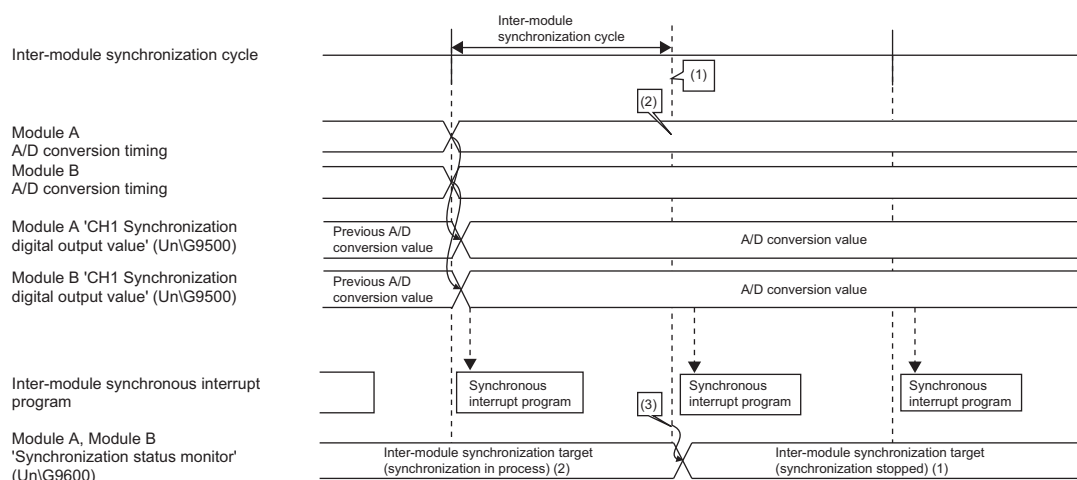 Inter-module
synchronization cycle
Inter-module synchronization cycle
(1)
(2)
Module A
A/D conversion timing
Module B
A/D conversion timing
Module A 'CH1 Synchronization
digital output value' (Un\G9500)
Previous A/D
conversion value
A/D conversion value
Module B 'CH1 Synchronization
digital output value' (Un\G9500)
Previous A/D
conversion value
A/D conversion value
Inter-module synchronous interrupt
program
Synchronous
interrupt program
Synchronous
interrupt program
Synchronous
interrupt program
(3)
Module A, Module B
'Synchronization status monitor'
(Un\G9600)
Inter-module synchronization target
(synchronization in process) (2)
Inter-module synchronization target
(synchronization stopped) (1)